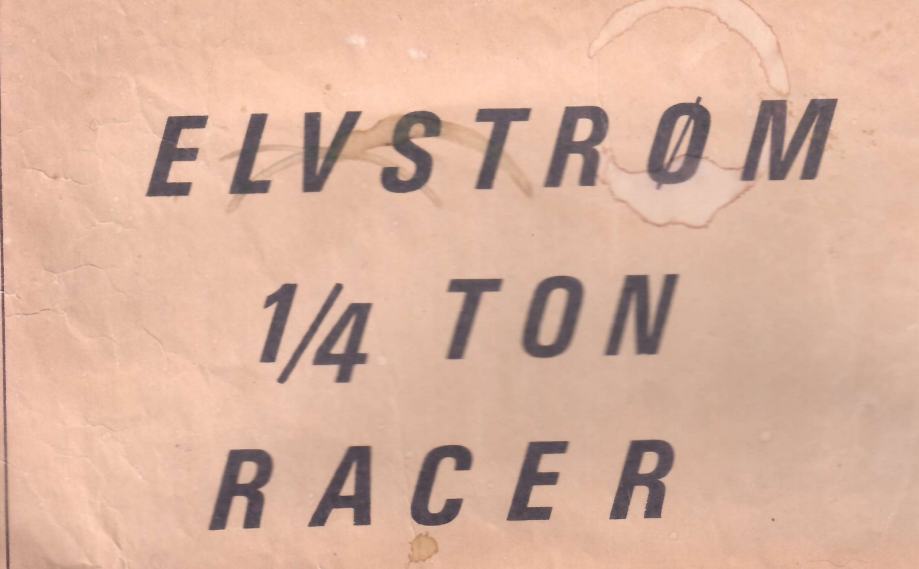 ELVSTRØM
1/4 TON
RACER